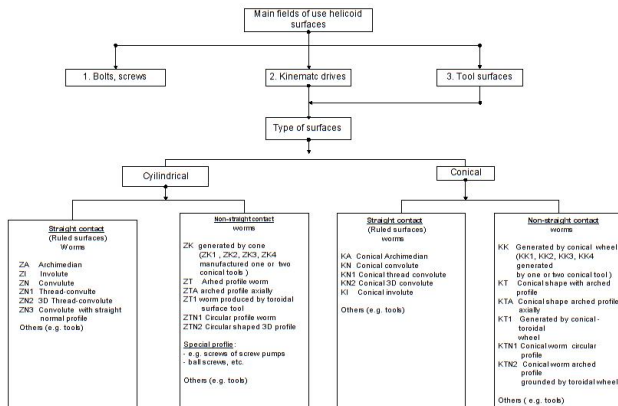 Main fields of use helicoid
surfaces
1. Bolts, screws
2. Kinematc drives
3. Tool surfaces
Type of surfaces
Cyilindrical
Conical
Straight contact
(Ruled surfaces)
Worms
ZA Archimedian
ZI Involute
ZN Convulute
ZN1 Thread-convulte
ZN2 3D Thread-convulute
ZN3 Convolute with straight
normal profile
Others (e.g. tools)
Non-straight contact
worms
ZK generated by cone
(ZK1 , ZK2, ZK3, ZK4
manufactured one or two
conical tools )
ZT Arhed profile worm
ZTA arched profile axially
ZT1 worm produced by toroidal
surface tool
ZTN1 Circular profile worm
ZTN2 Circular shaped 3D profile
Special profile:
- e.g. screws of screw pumps
- ball screws, etc.
Others (e.g. tools)
Straight contact
(Ruled surfaces)
worms
KA Conical Archimedian
KN Conical convolute
KN1 Conical thread convolute
KN2 Conical 3D convolute
KI Conical involute
Others (e.g. tools)
Non-straight contact
worms
KK Generated by conical wheel
(KK1, KK2, KK3, KK4
generated
by one or two conical tool )
KT Conical shape with arched
profile
KTA Conical shape arched profile
axially
KT1 Generated by conical -
toroidal
wheel
KTN1 Conical worm circular
profile
KTN2 Conical worm arched
profile
grounded by toroidal wheel
Others ( e.g. tools)